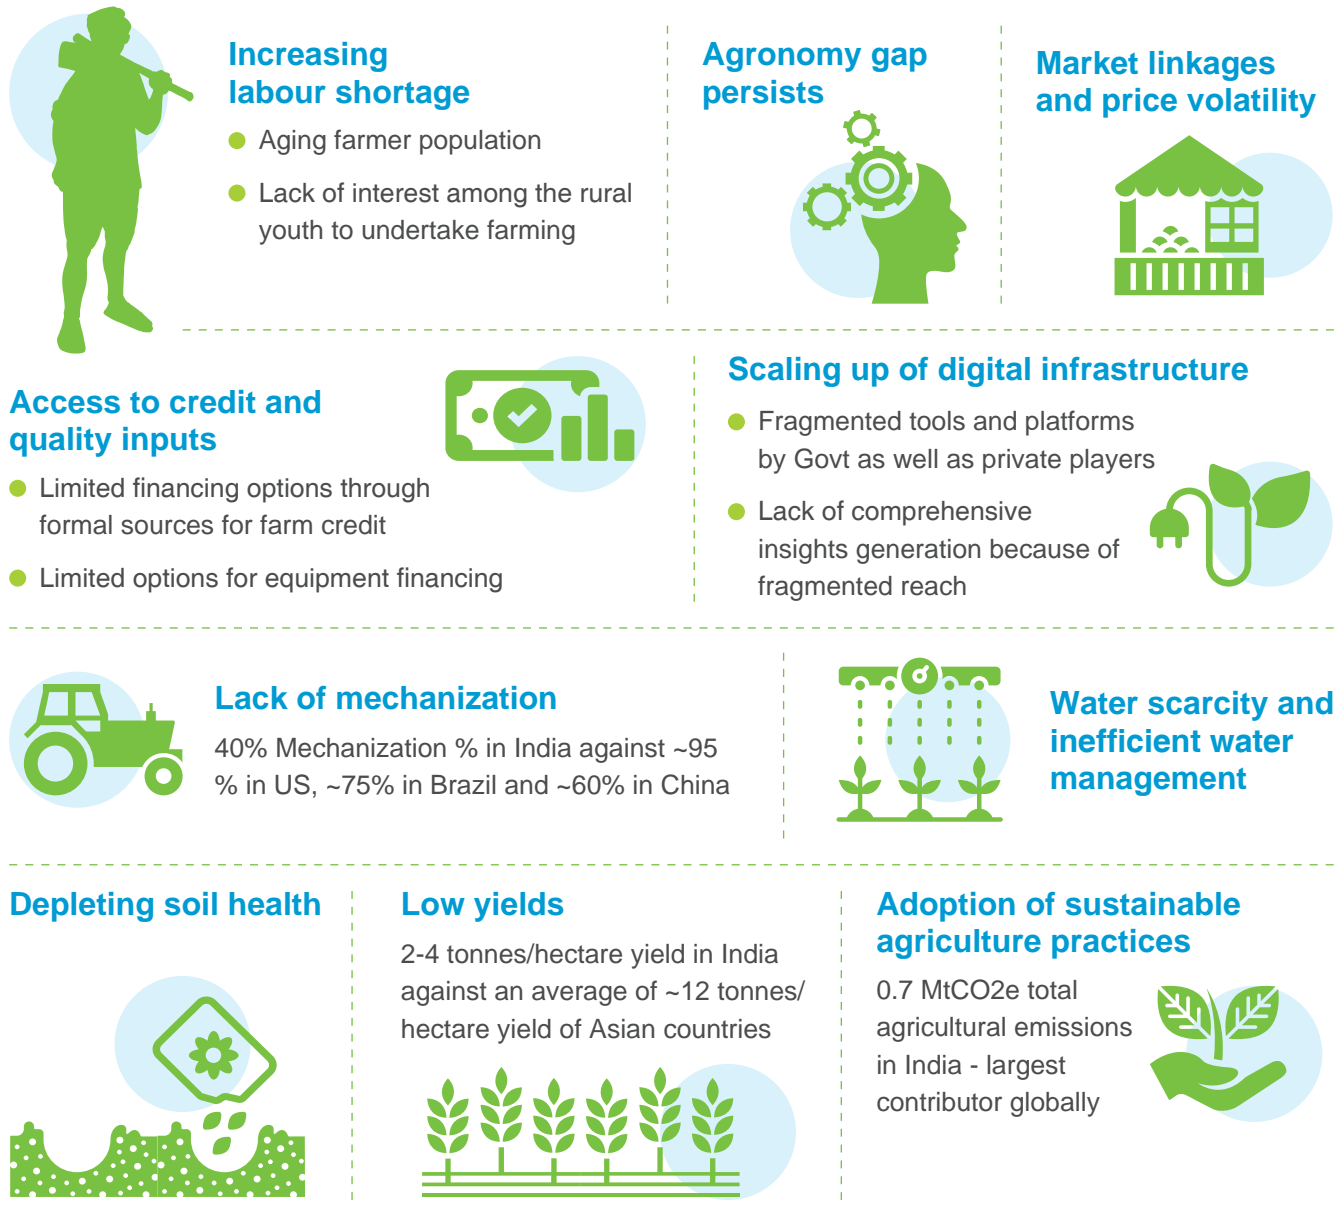 Increasing
labour shortage
Aging farmer population
Lack of interest among the rural
youth to undertake farming
Agronomy gap
persists
Market linkages
and price volatility
Access to credit and
quality inputs
Limited financing options through
formal sources for farm credit
Limited options for equipment financing
Scaling up of digital infrastructure
Fragmented tools and platforms
by Govt as well as private players
Lack of comprehensive
insights generation because of
fragmented reach
Lack of mechanization
40% Mechanization % in India against ~95
% in US, ~75% in Brazil and ~60% in China
Water scarcity and
inefficient water
management
Depleting soil health
Low yields
2-4 tonnes/hectare yield in India
against an average of ~12 tonnes/
hectare yield of Asian countries
Adoption of sustainable
agriculture practices
0.7 MtCO2e total
agricultural emissions
in India - largest
contributor globally